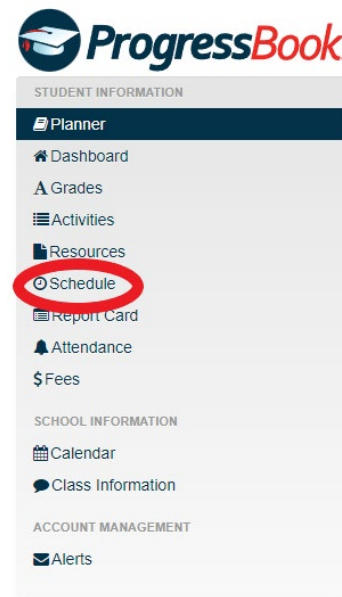 ProgressBook
STUDENT INFORMATION
Planner
Dashboard
Grades
Activities
Resources
Schedule
Report Card
Attendance
Fees
SCHOOL INFORMATION
Calendar
Class Information
ACCOUNT MANAGEMENT
Alerts